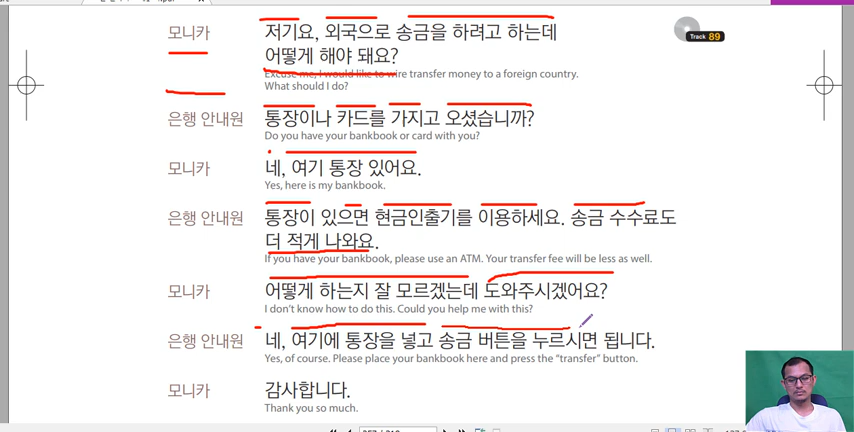 Track 89
모니카 저기요, 외국으로 송금을 하려고 하는데
어떻게 해야 돼요?
Excuse me, I would like to wire transfer money to a foreign country.
What should I do?
은행 안내원 통장이나 카드를 가지고 오셨습니까?
Do you have your bankbook or card with you?
모니카 네, 여기 통장 있어요.
Yes, here is my bankbook.
은행 안내원 통장이 있으면 현금인출기를 이용하세요. 송금 수수료도
더 적게 나와요.
If you have your bankbook, please use an ATM. Your transfer fee will be less as well.
모니카 어떻게 하는지 잘 모르겠는데 도와주시겠어요?
I don't know how to do this. Could you help me with this?
은행 안내원 네, 여기에 통장을 넣고 송금 버튼을 누르시면 됩니다.
Yes, of course. Please place your bankbook here and press the “transfer” button.
모니카 감사합니다.
Thank you so much.